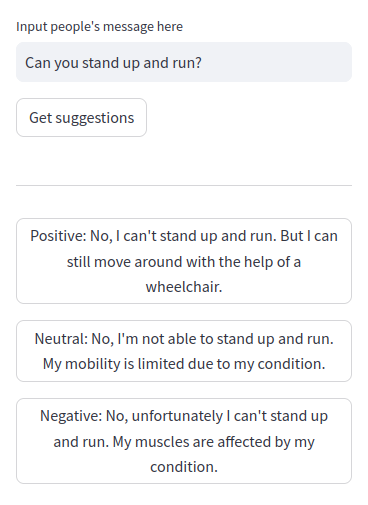 Input people's message here
Can you stand up and run?
Get suggestions
Positive: No, I can't stand up and run. But I can
still move around with the help of a
wheelchair.
Neutral: No, I'm not able to stand up and run.
My mobility is limited due to my condition.
Negative: No, unfortunately I can't stand up
and run. My muscles are affected by my
condition.